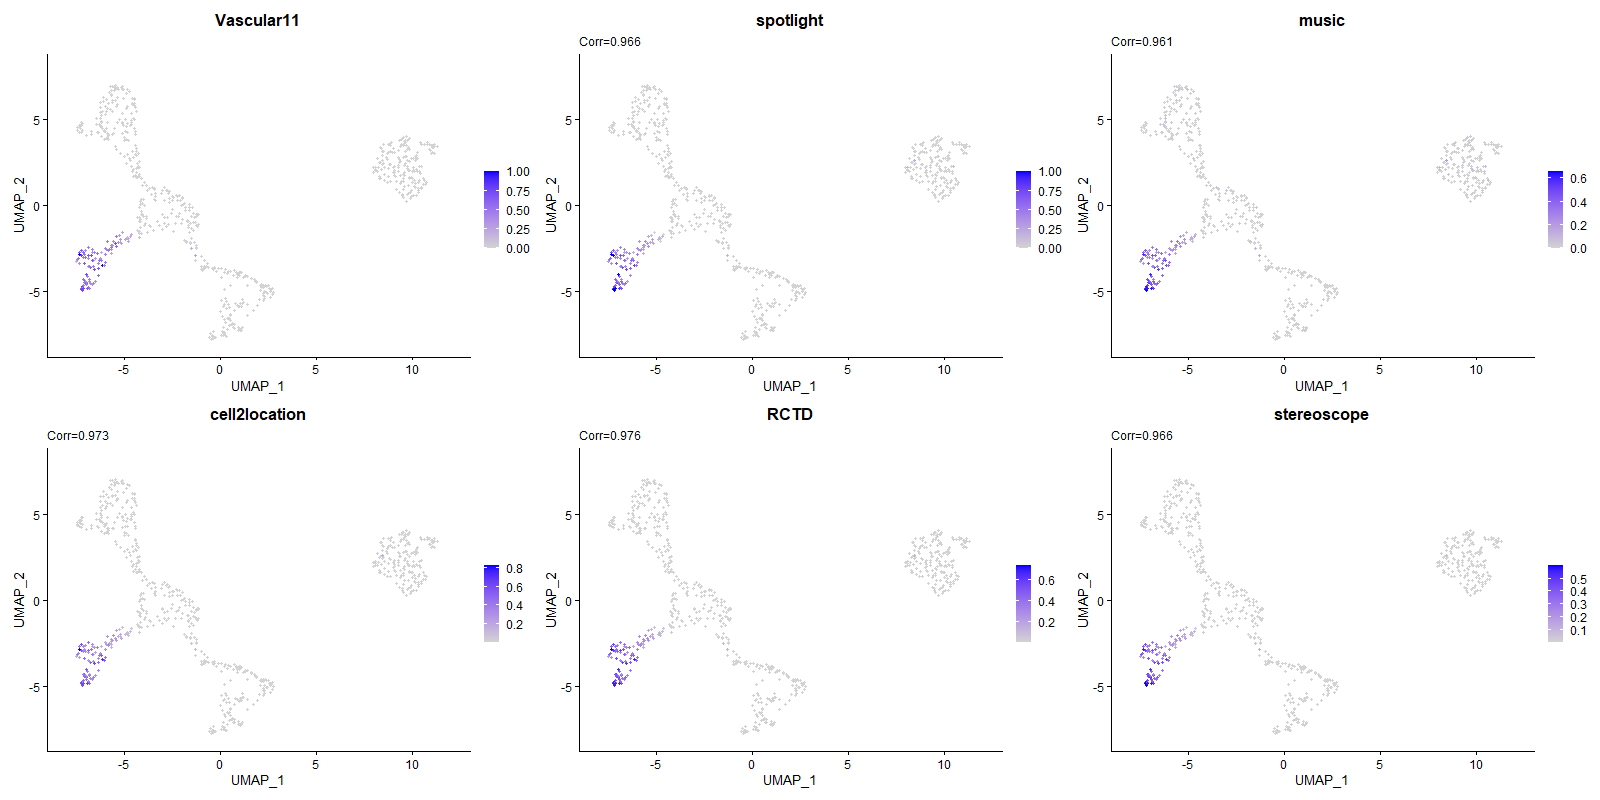 Vascular11
UMAP_2
5
0
-5
-5
0
5
10
UMAP_1
1.00
0.75
0.50
0.25
0.00
spotlight
Corr=0.966
UMAP_2
5
0
-5
-5
0
5
10
UMAP_1
1.00
0.75
0.50
0.25
0.00
music
Corr=0.961
UMAP_2
5
0
-5
-5
0
5
10
UMAP_1
0.6
0.4
0.2
0.0
cell2location
Corr=0.973
UMAP_2
5
0
-5
-5
0
5
10
UMAP_1
0.8
0.6
0.4
0.2
RCTD
Corr=0.976
UMAP_2
5
0
-5
-5
0
5
10
UMAP_1
0.6
0.4
0.2
stereoscope
Corr=0.966
UMAP_2
5
0
-5
-5
0
5
10
UMAP_1
0.5
0.4
0.3
0.2
0.1